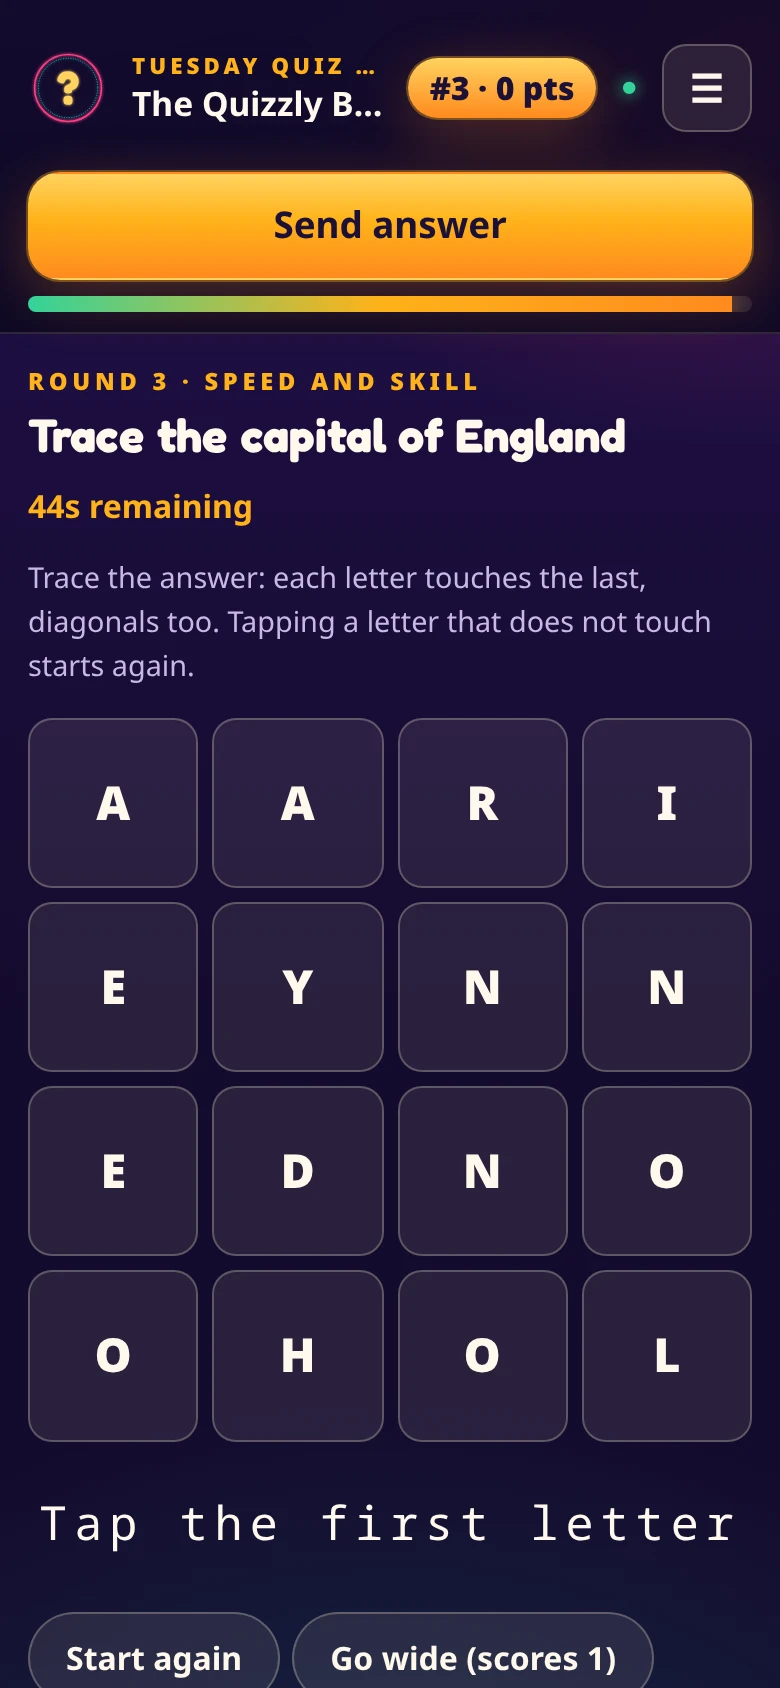 ?
TUESDAY QUIZ …
The Quizzly B…
#3 · 0 pts
Send answer
ROUND 3 · SPEED AND SKILL
Trace the capital of England
44s remaining
Trace the answer: each letter touches the last,
diagonals too. Tapping a letter that does not touch
starts again.
A A R I
E Y N N
E D N O
O H O L
Tap the first letter
Start again Go wide (scores 1)